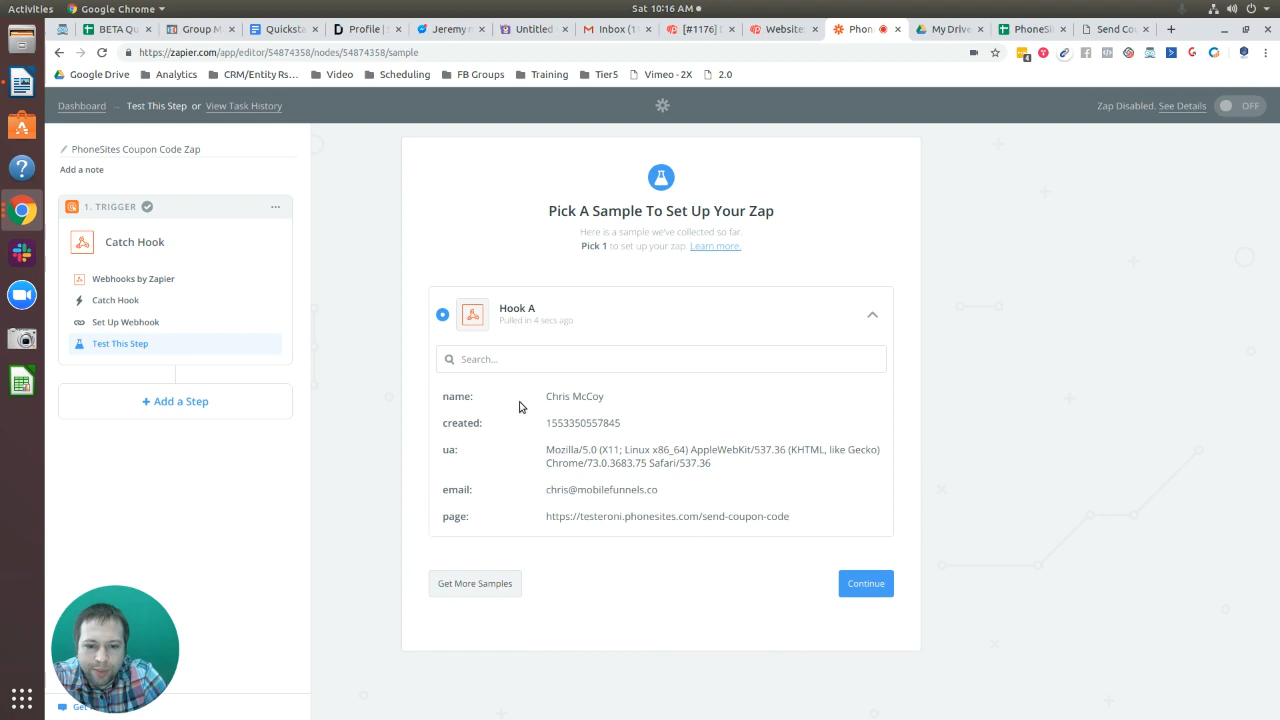 Activities
Google Chrome
Sat 10:16 AM
BETA Q
Group M
Quickst
Profile |
Jeremy
Untitled
Inbox (1
[#1176]
Website
Phon
My Drive
PhoneSi
Send Co
https://zapier.com/app/editor/54874358/nodes/54874358/sample
4
Google Drive
Analytics
CRM/Entity Rs...
Video
Scheduling
FB Groups
Training
Tier5
Vimeo - 2X
2.0
Dashboard
Test This Step or View Task History
Zap Disabled. See Details
OFF
PhoneSites Coupon Code Zap
Add a note
1. TRIGGER
Catch Hook
Webhooks by Zapier
Catch Hook
Set Up Webhook
Test This Step
+ Add a Step
Get
Pick A Sample To Set Up Your Zap
Here is a sample we've collected so far.
Pick 1 to set up your zap. Learn more.
Hook A
Pulled in 4 secs ago
Search...
name: Chris McCoy
created: 1553350557845
ua: Mozilla/5.0 (X11; Linux x86_64) AppleWebKit/537.36 (KHTML, like Gecko)
Chrome/73.0.3683.75 Safari/537.36
email: chris@mobilefunnels.co
page: https://testeroni.phonesites.com/send-coupon-code
Get More Samples
Continue